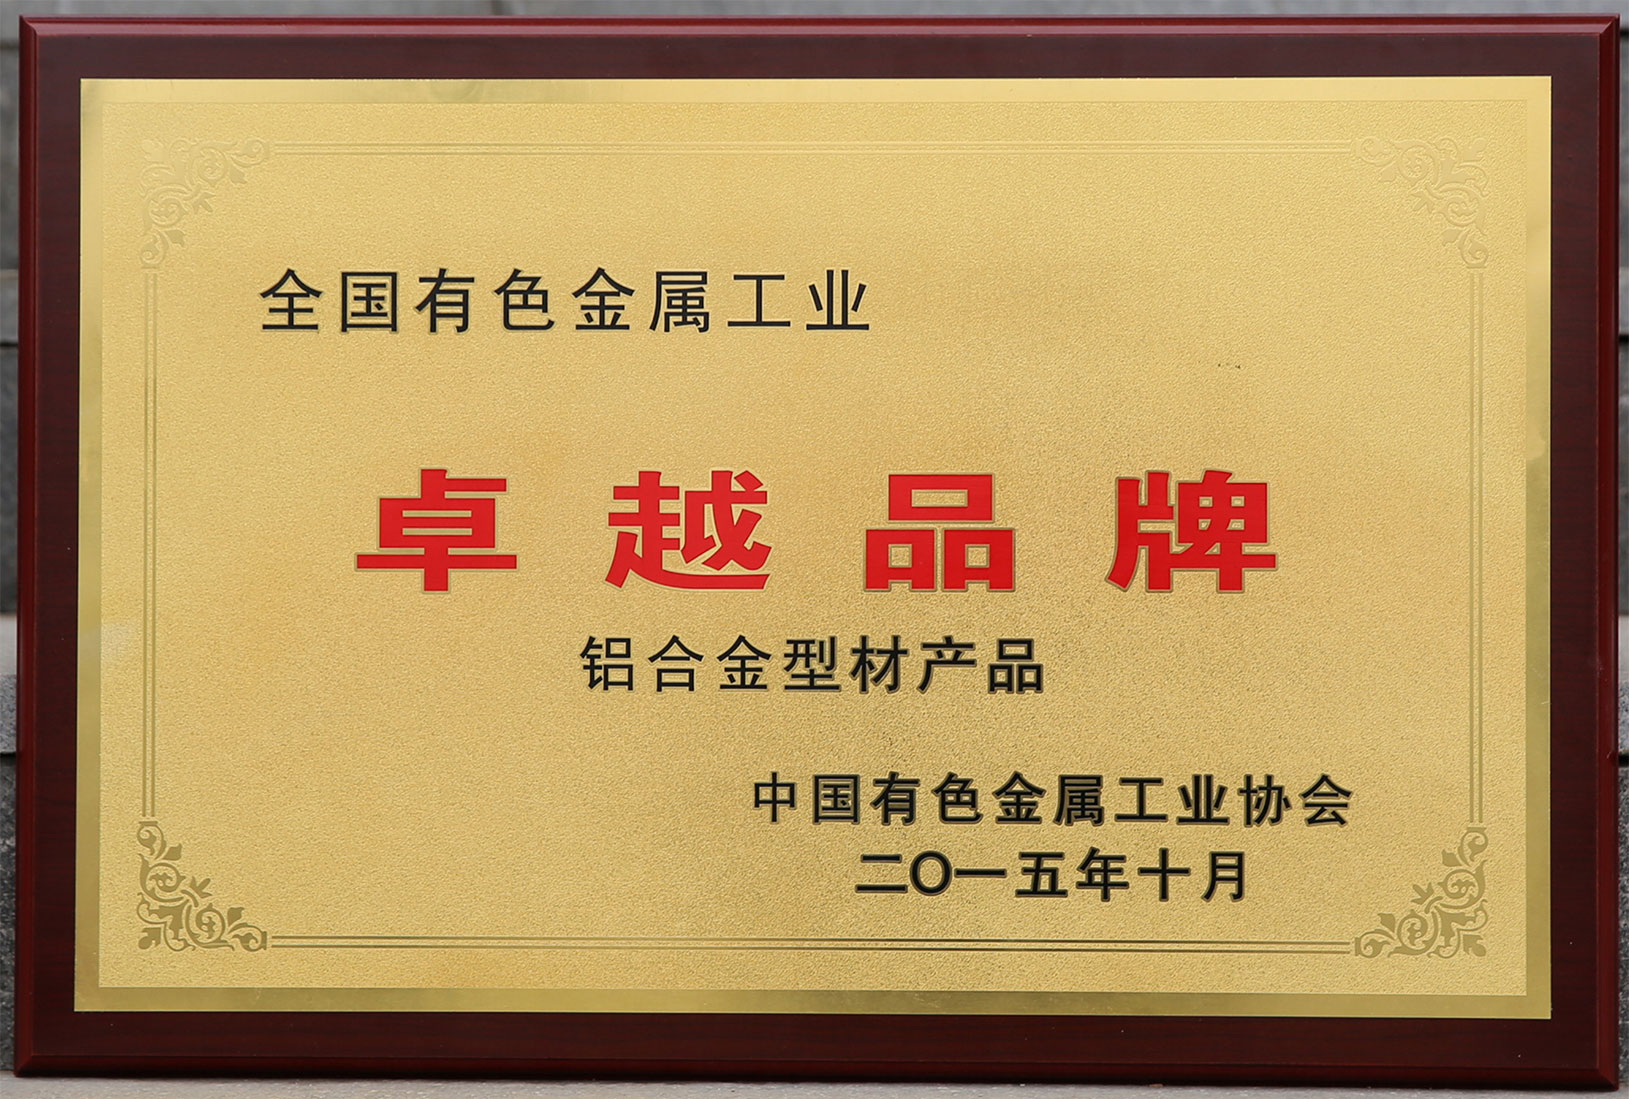 全国有色金属工业
卓越品牌
铝合金型材产品
中国有色金属工业协会
二〇一五年十月